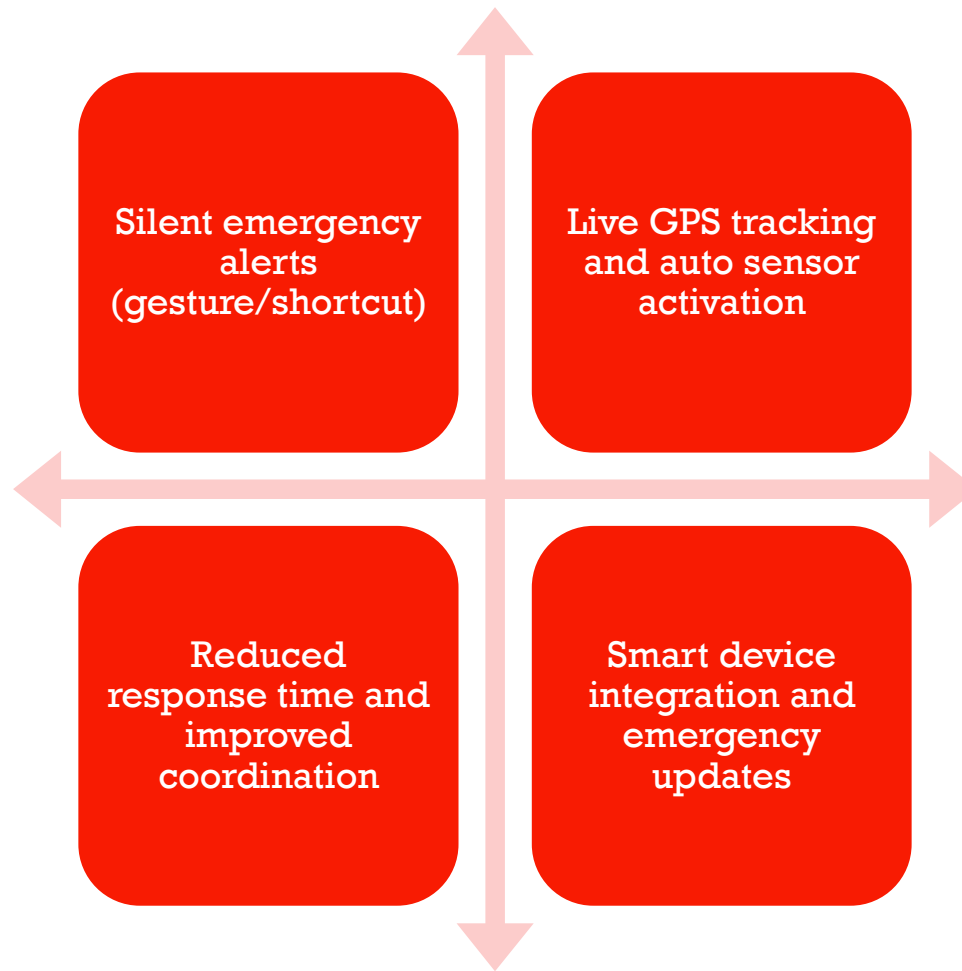 Silent emergency
alerts
(gesture/shortcut)
Live GPS tracking
and auto sensor
activation
Reduced
response time and
improved
coordination
Smart device
integration and
emergency
updates